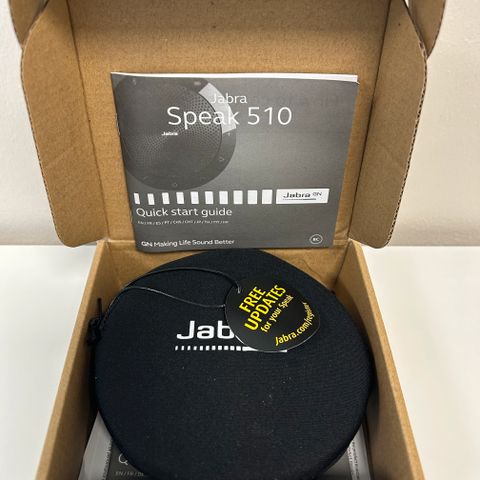 Jabra
Speak 510
Jabra
Jabra GN
Quick start guide
GN Making Life Sound Better
FREE
UPDATES
for your Speak
Jabra.com/
Jabra